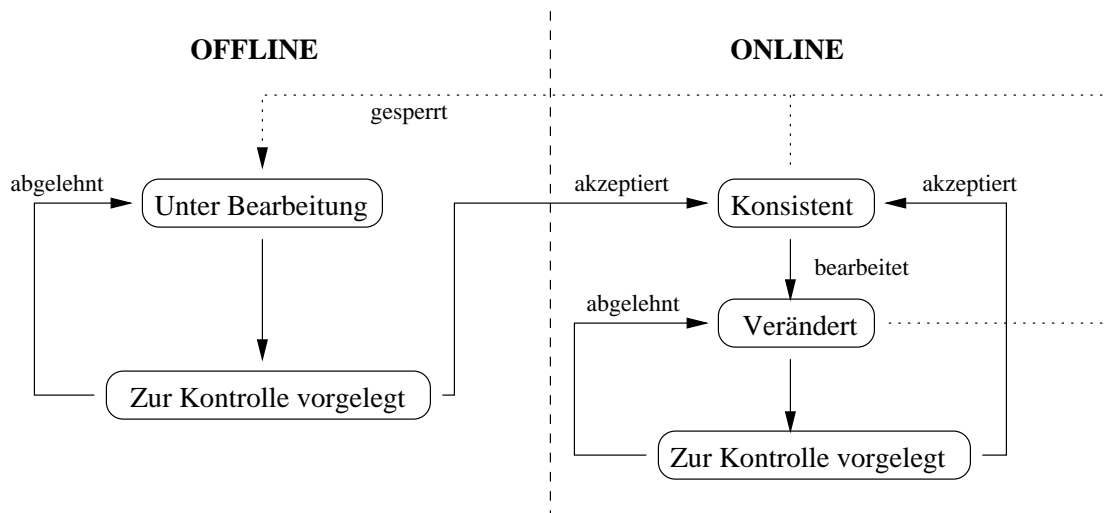 OFFLINE
ONLINE
gesperrt
abgelehnt
Unter Bearbeitung
akzeptiert
Konsistent
akzeptiert
bearbeitet
abgelehnt
Verändert
Zur Kontrolle vorgelegt
Zur Kontrolle vorgelegt